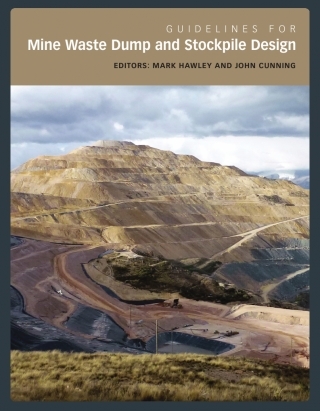 GUIDELINES FOR
Mine Waste Dump and Stockpile Design
EDITORS: MARK HAWLEY AND JOHN CUNNING